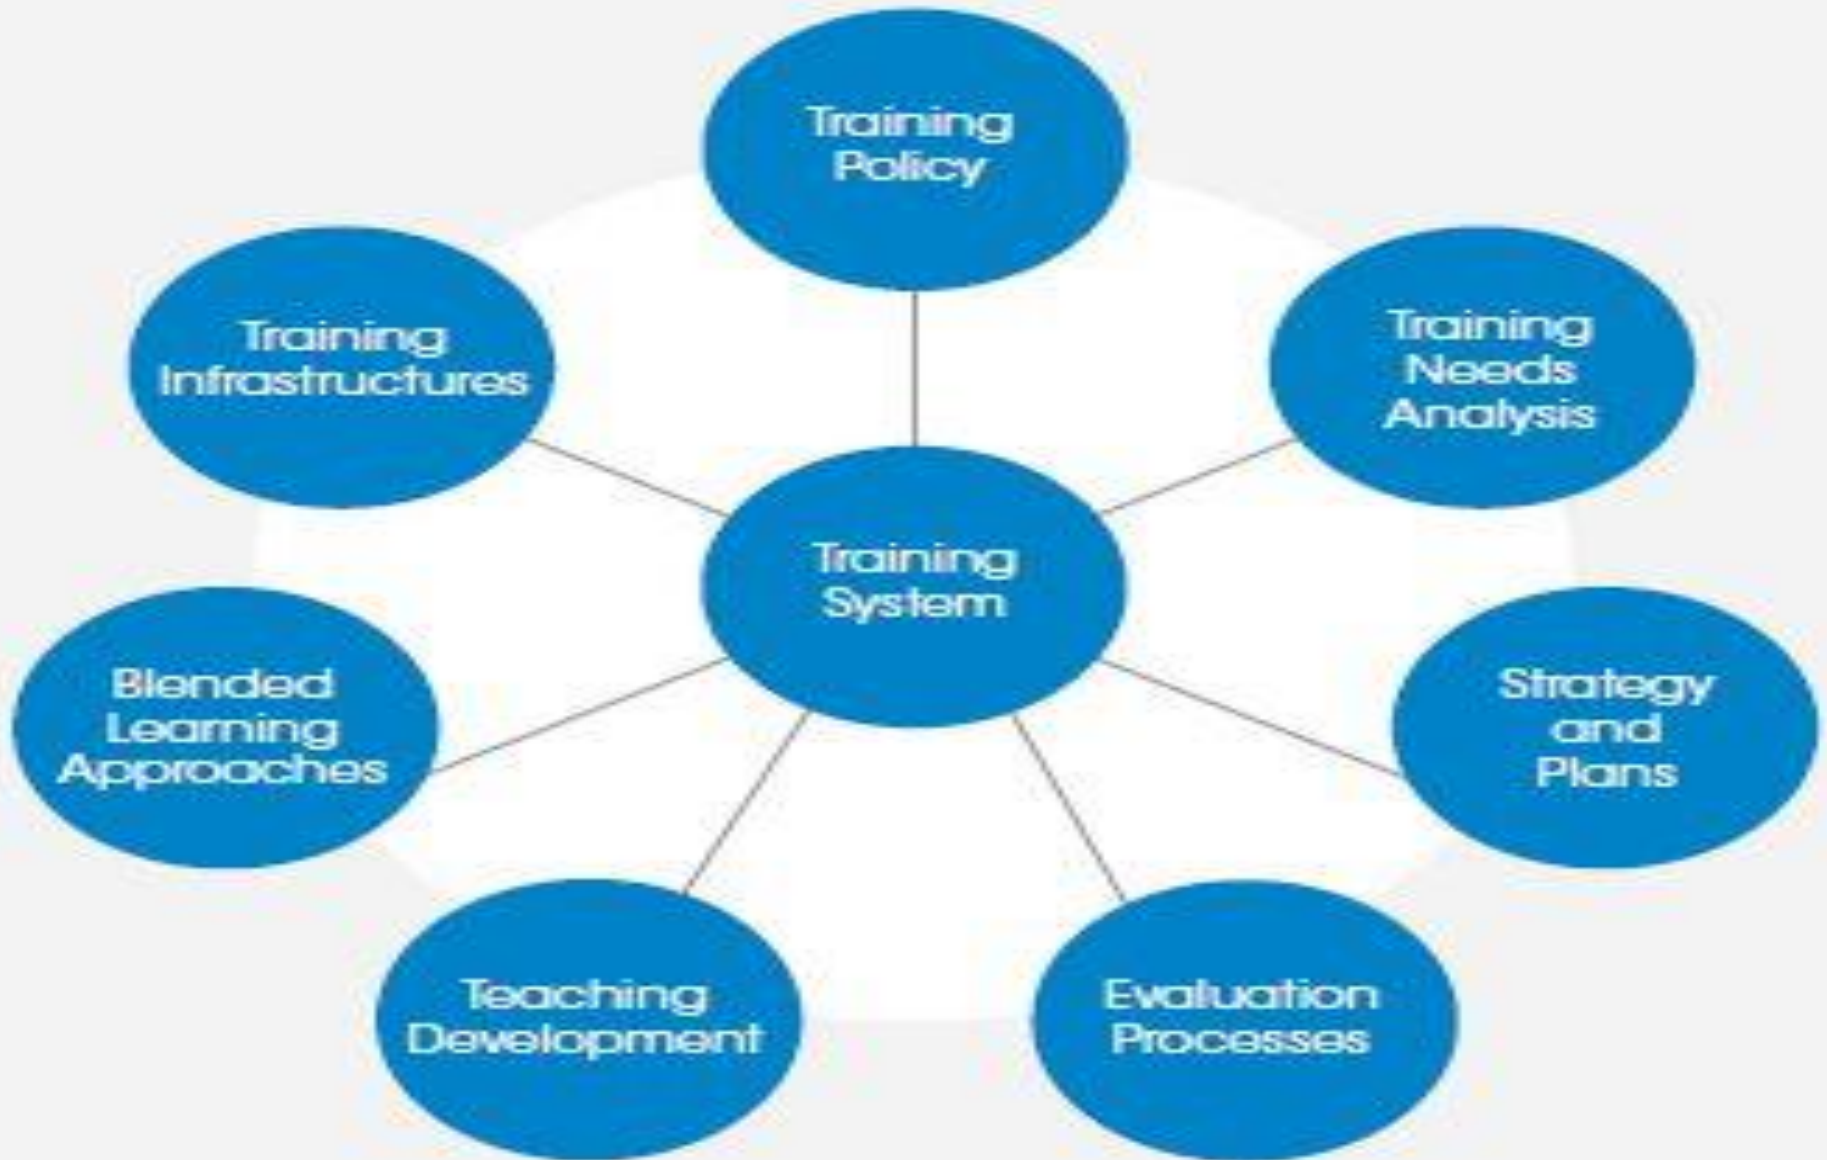 Training
Policy
Training
Needs
Analysis
Training
Infrastructures
Training
System
Strategy
and
Plans
Blended
Learning
Approaches
Evaluation
Processes
Teaching
Development